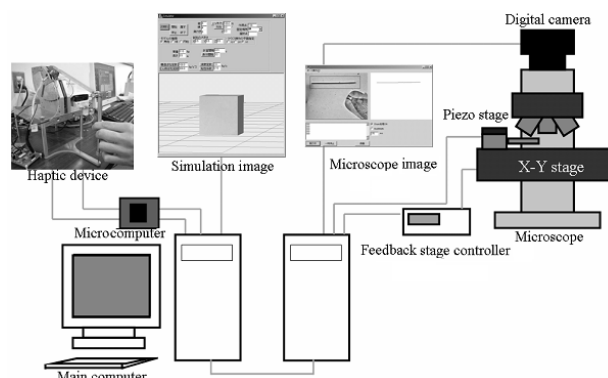 Digital camera
Piezo stage
Haptic device
Simulation image
Microscope image
X-Y stage
Microcomputer
Feedback stage controller
Microscope
Main computer